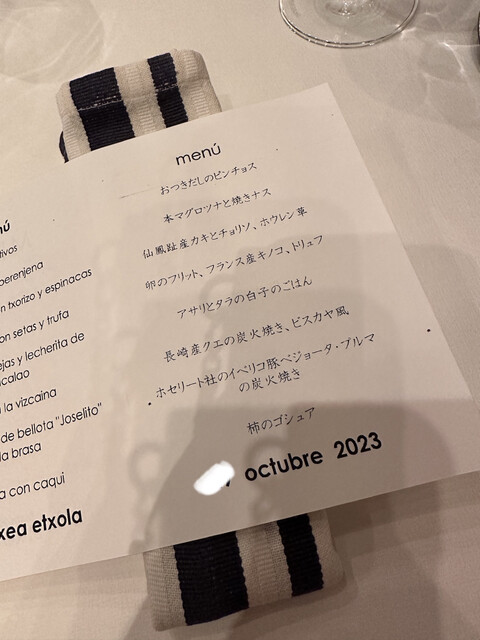 nú
tivos
berenjena
n txorizo y espinacas
on setas y trufa
ejas y lecherita de
calao
a la vizcaína
de bellota "Joselito"
la brasa
a con caqui
xea etxola
menú
おつきだしのピンチョス
本マグロツナと焼きナス
仙鳳趾産カキとチョリソ、ホウレン草
卵のフリット、フランス産キノコ、トリュフ
アサリとタラの白子のごはん
長崎産クエの炭火焼き、ビスカヤ風
ホセリート社のイベリコ豚ベジョータ・プルマ
の炭火焼き
柿のゴシュア
octubre 2023